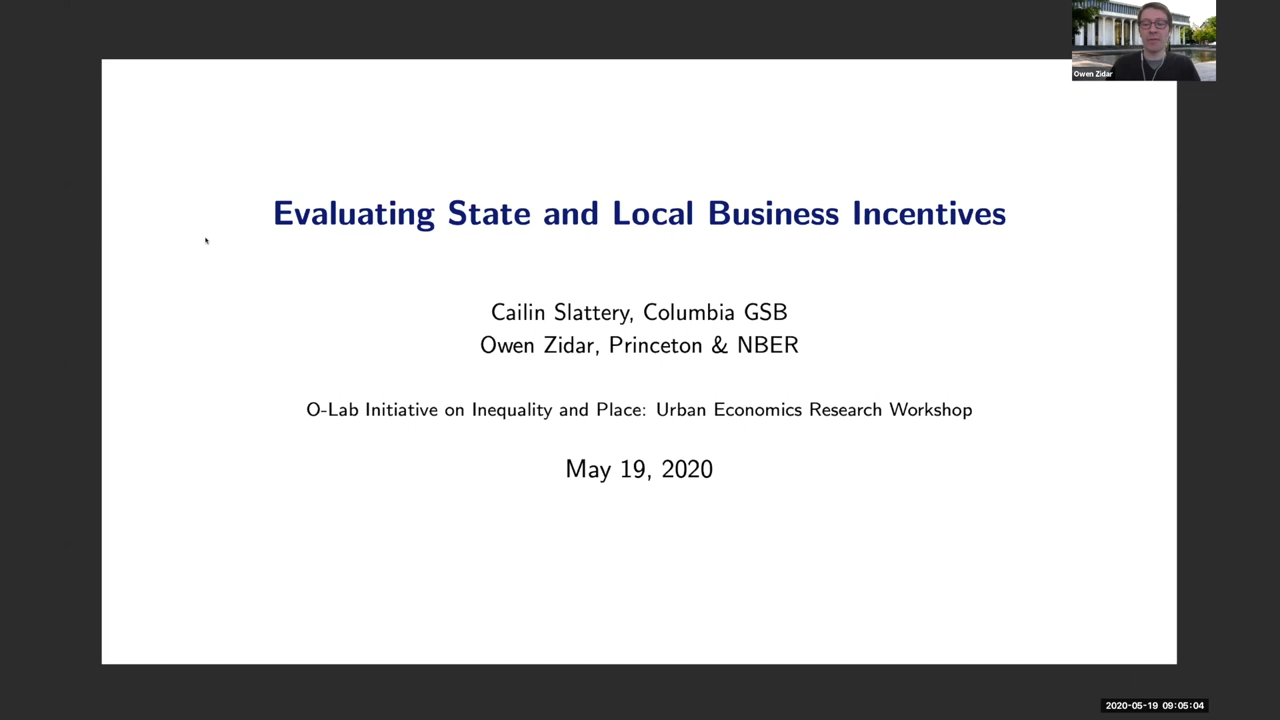 Owen Zidar
Evaluating State and Local Business Incentives
Cailin Slattery, Columbia GSB
Owen Zidar, Princeton & NBER
O-Lab Initiative on Inequality and Place: Urban Economics Research Workshop
May 19, 2020
2020-05-19 09:05:04